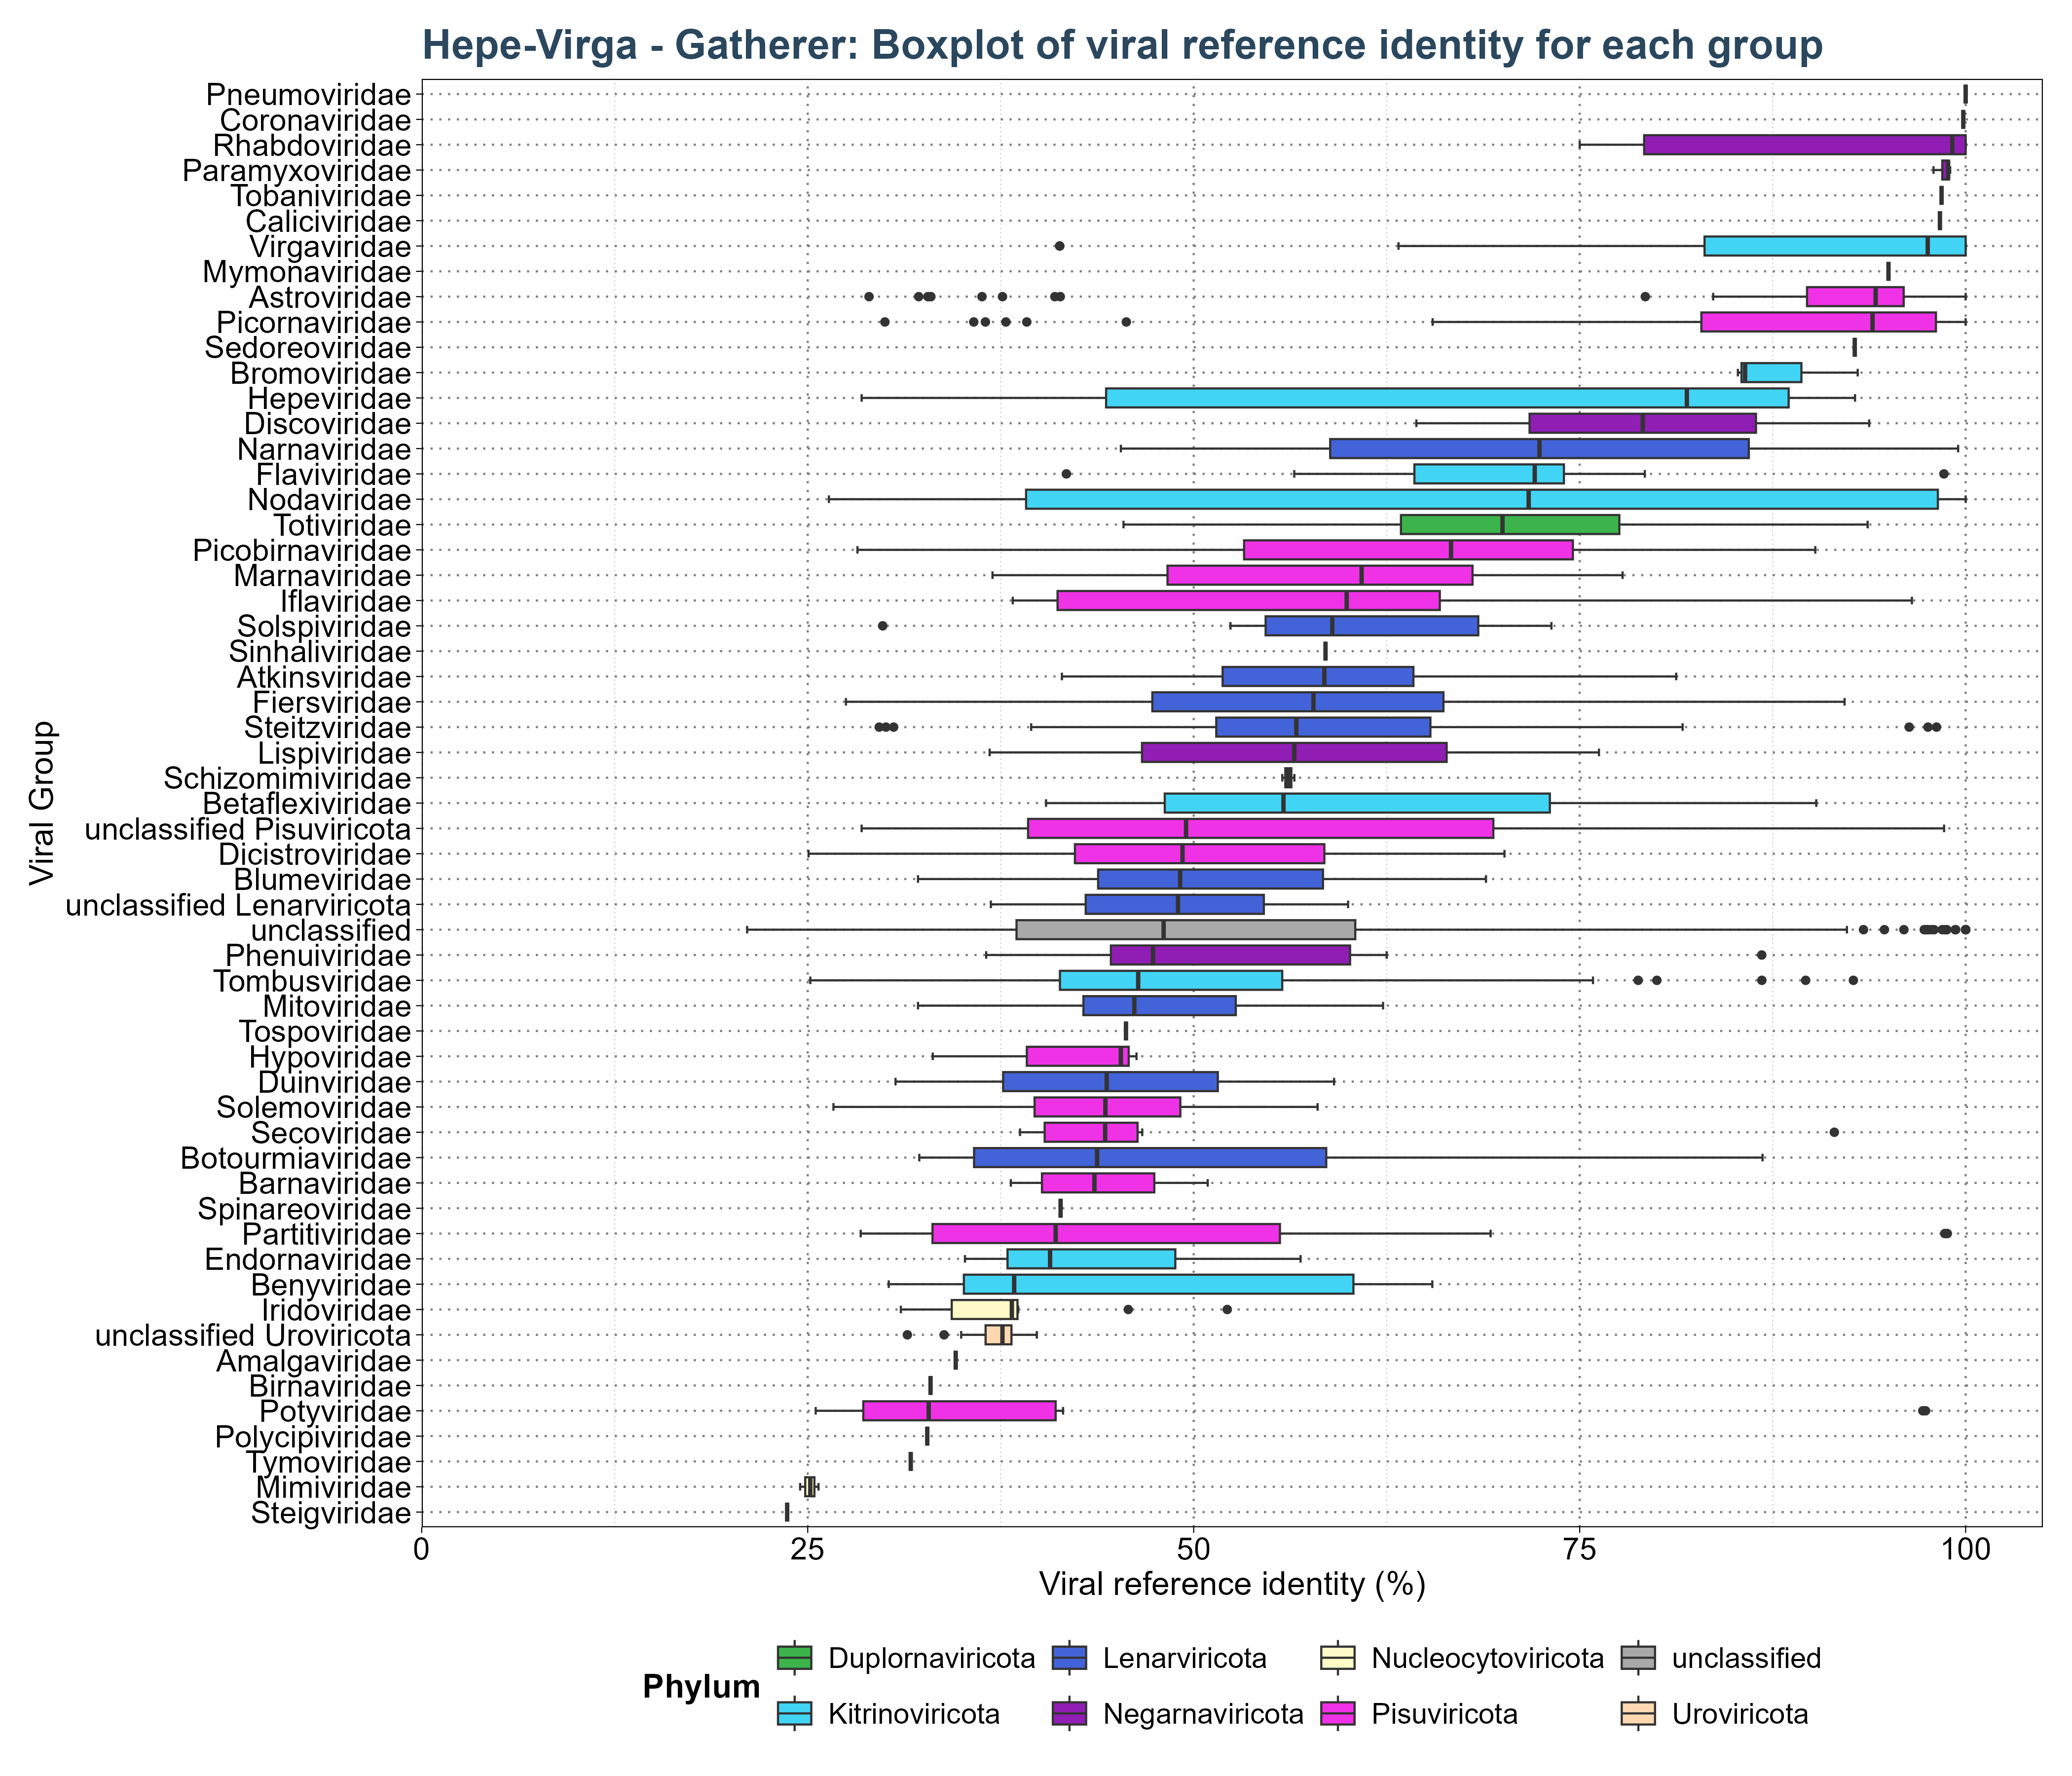 Hepe-Virga - Gatherer: Boxplot of viral reference identity for each group
Viral Group
Pneumoviridae
Coronaviridae
Rhabdoviridae
Paramyxoviridae
Tobaniviridae
Caliciviridae
Virgaviridae
Mymonaviridae
Astroviridae
Picornaviridae
Sedoreoviridae
Bromoviridae
Hepeviridae
Discoviridae
Narnaviridae
Flaviviridae
Nodaviridae
Totiviridae
Picobirnaviridae
Marnaviridae
Iflaviridae
Solspiviridae
Sinhaliviridae
Atkinsviridae
Fiersviridae
Steitzviridae
Lispiviridae
Schizomimiviridae
Betaflexiviridae
unclassified Pisuviricota
Dicistroviridae
Blumeviridae
unclassified Lenarviricota
unclassified
Phenuiviridae
Tombusviridae
Mitoviridae
Tospoviridae
Hypoviridae
Duinviridae
Solemoviridae
Secoviridae
Botourmiaviridae
Barnaviridae
Spinareoviridae
Partitiviridae
Endornaviridae
Benyviridae
Iridoviridae
unclassified Uroviricota
Amalgaviridae
Birnaviridae
Potyviridae
Polycipiviridae
Tymoviridae
Mimiviridae
Steigviridae
0 25 50 75 100
Viral reference identity (%)
Phylum
Duplornaviricota Lenarviricota Nucleocytoviricota unclassified
Kitrinoviricota Negarnaviricota Pisuviricota Uroviricota